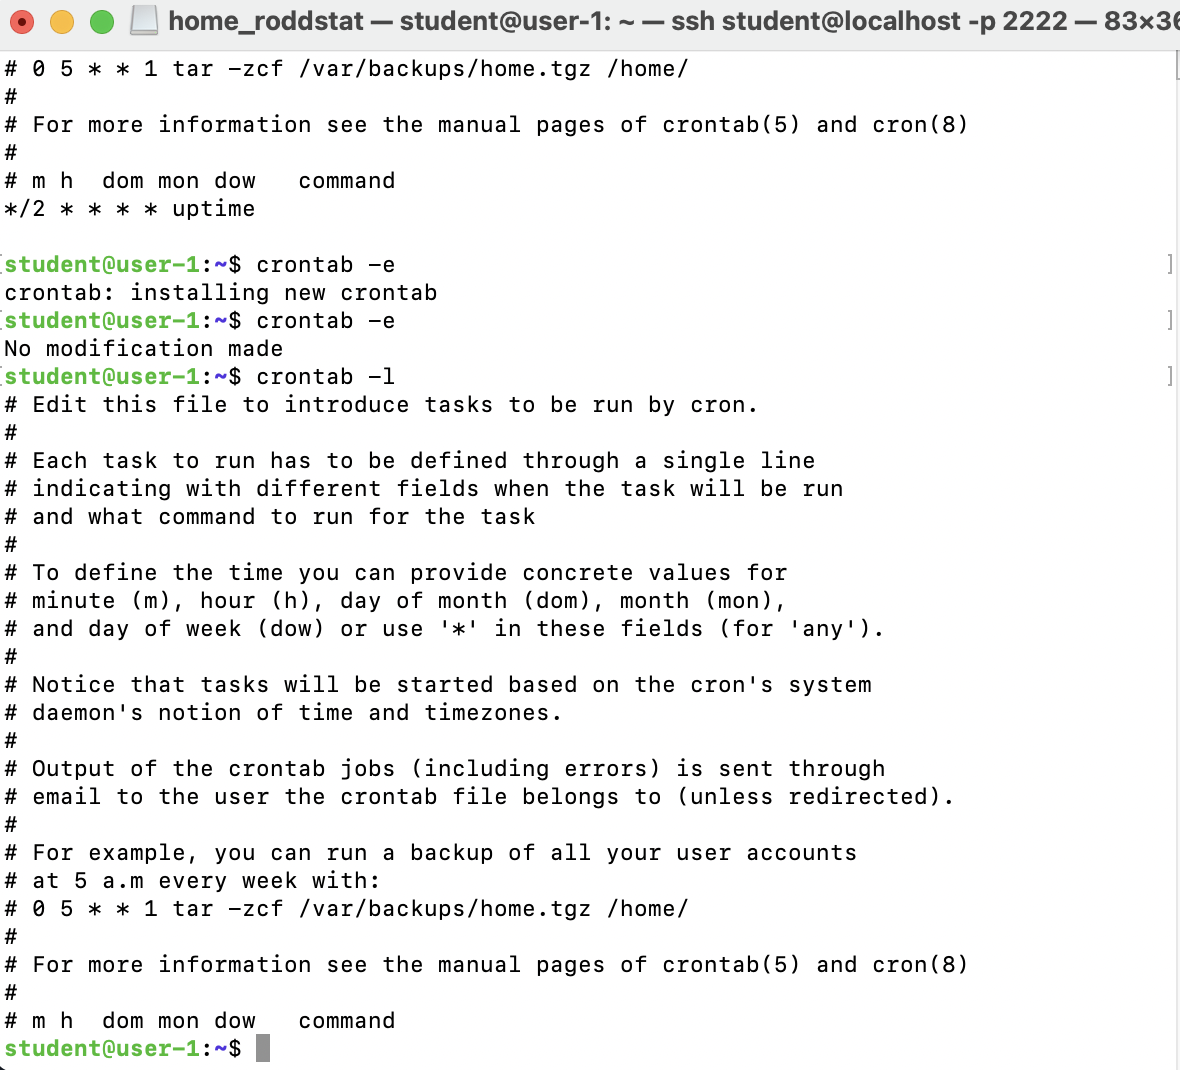 home_roddstat — student@user-1: ~ — ssh student@localhost -p 2222 — 83×36
# 0 5 * * 1 tar -zcf /var/backups/home.tgz /home/
#
# For more information see the manual pages of crontab(5) and cron(8)
#
# m h  dom mon dow   command
*/2 * * * * uptime
[student@user-1:~$ crontab -e ]
crontab: installing new crontab
[student@user-1:~$ crontab -e ]
No modification made
[student@user-1:~$ crontab -l ]
# Edit this file to introduce tasks to be run by cron.
#
# Each task to run has to be defined through a single line
# indicating with different fields when the task will be run
# and what command to run for the task
#
# To define the time you can provide concrete values for
# minute (m), hour (h), day of month (dom), month (mon),
# and day of week (dow) or use '*' in these fields (for 'any').
#
# Notice that tasks will be started based on the cron's system
# daemon's notion of time and timezones.
#
# Output of the crontab jobs (including errors) is sent through
# email to the user the crontab file belongs to (unless redirected).
#
# For example, you can run a backup of all your user accounts
# at 5 a.m every week with:
# 0 5 * * 1 tar -zcf /var/backups/home.tgz /home/
#
# For more information see the manual pages of crontab(5) and cron(8)
#
# m h  dom mon dow   command
student@user-1:~$